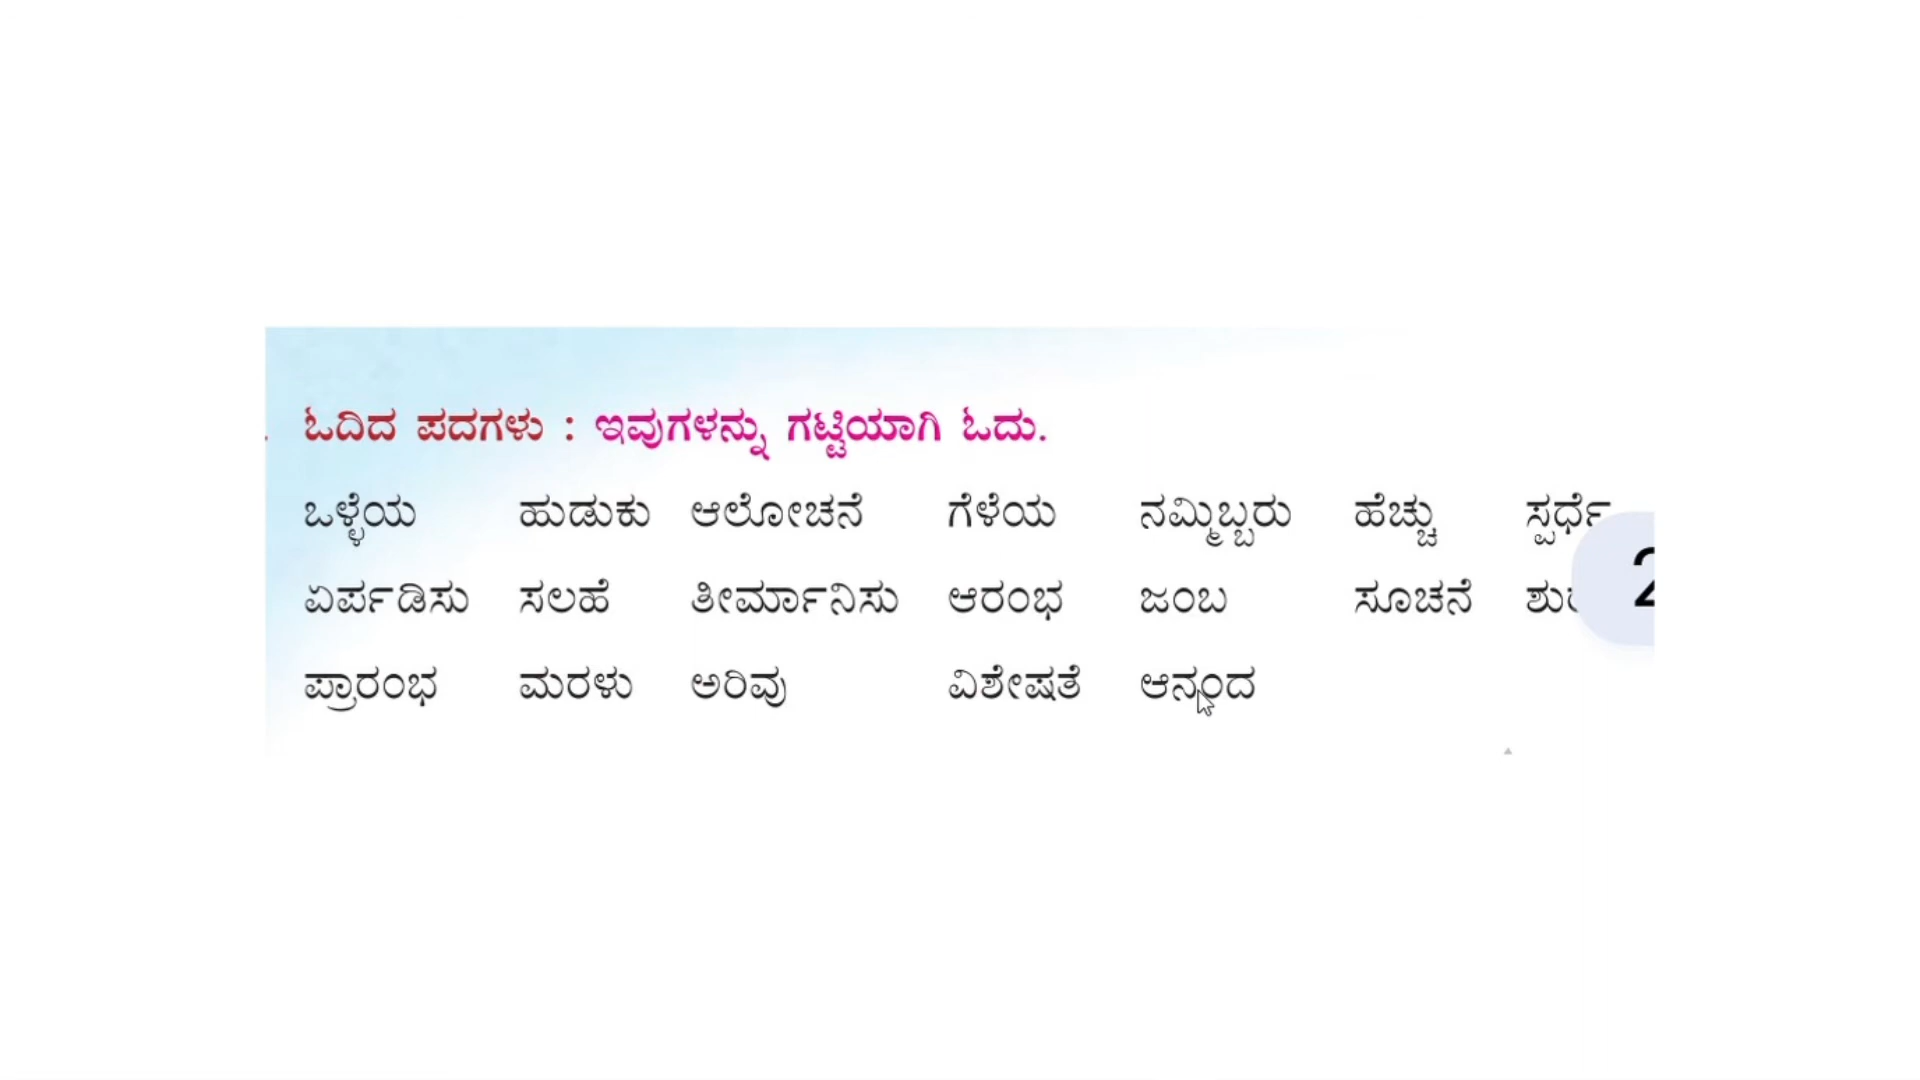 ಓದಿದ ಪದಗಳು : ಇವುಗಳನ್ನು ಗಟ್ಟಿಯಾಗಿ ಓದು.
ಒಳ್ಳೆಯ ಹುಡುಕು ಆಲೋಚನೆ ಗೆಳೆಯ ನಮ್ಮಿಬ್ಬರು ಹೆಚ್ಚು ಸ್ಪರ್ಧೆ
ಏರ್ಪಡಿಸು ಸಲಹೆ ತೀರ್ಮಾನಿಸು ಆರಂಭ ಜಂಬ ಸೂಚನೆ
ಪ್ರಾರಂಭ ಮರಳು ಅರಿವು ವಿಶೇಷತೆ ಆನಂದ